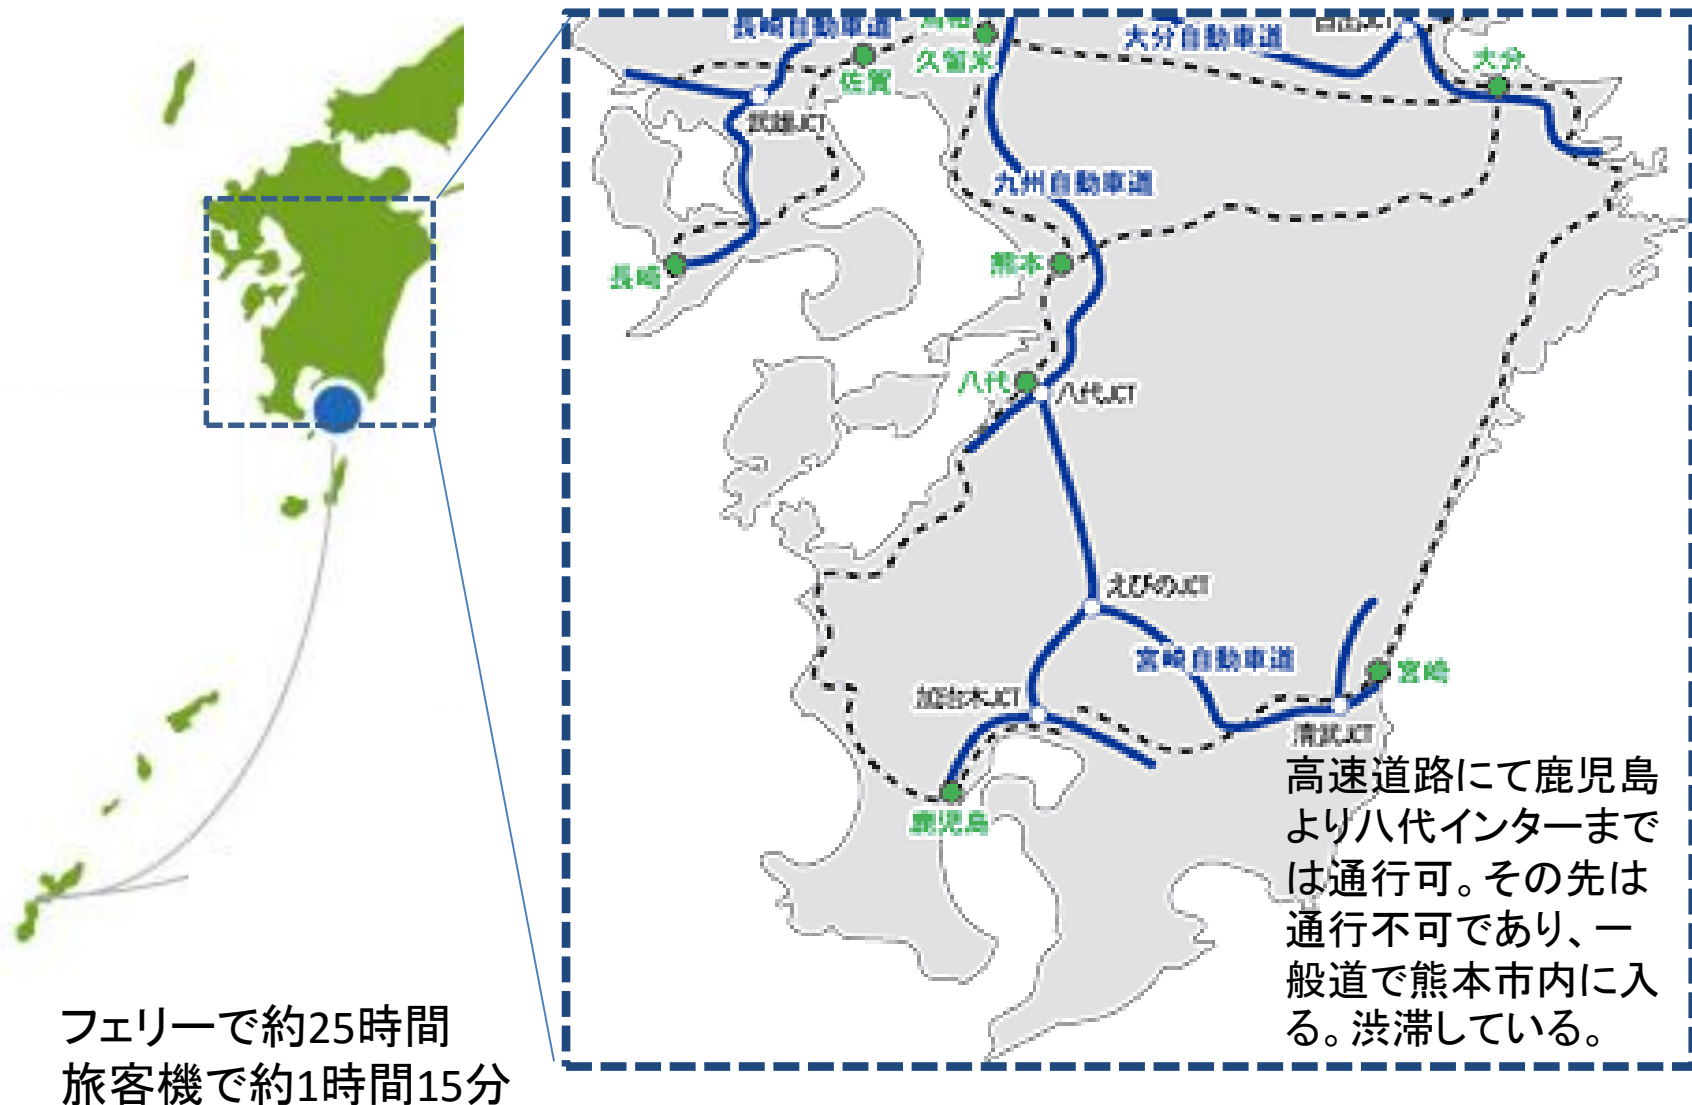 長崎自動車道
大分自動車道
久留米
佐賀
大分
武雄JCT
九州自動車道
熊本
長崎
八代
八代JCT
えびのJCT
宮崎自動車道
宮崎
加治木JCT
清武JCT
鹿児島
高速道路にて鹿児島
より八代インターまで
は通行可。その先は
通行不可であり、一
般道で熊本市内に入
る。渋滞している。
フェリーで約25時間
旅客機で約1時間15分